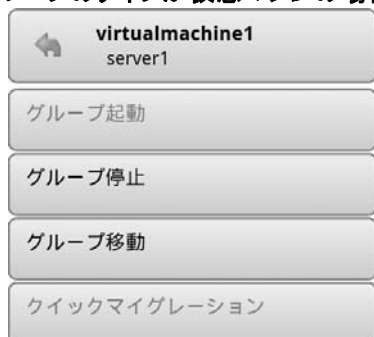 virtualmachine1
server1
グループ起動
グループ停止
グループ移動
クイックマイグレーション